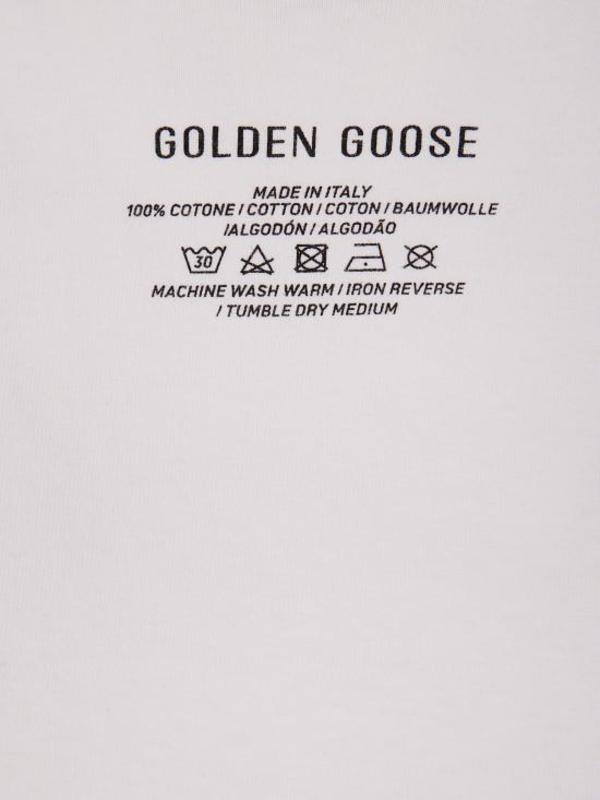 GOLDEN GOOSE
MADE IN ITALY
100% COTONE / COTTON / COTON / BAUMWOLLE
/ALGODÓN / ALGODÃO
30
MACHINE WASH WARM / IRON REVERSE
/ TUMBLE DRY MEDIUM